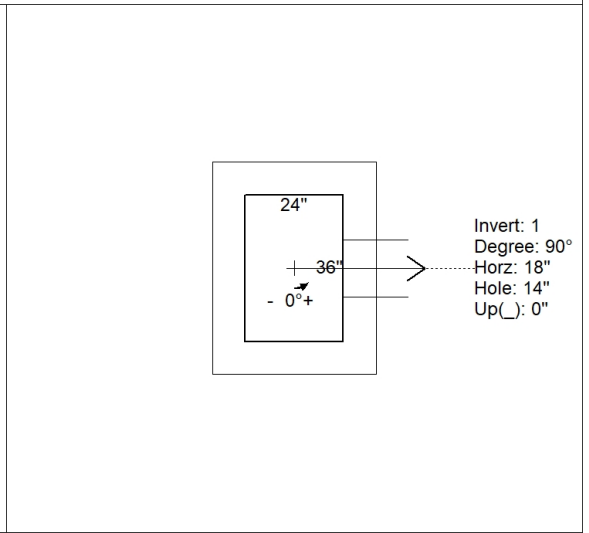 24"
36"
- 0°+
Invert: 1
Degree: 90°
Horz: 18"
Hole: 14"
Up(_): 0"